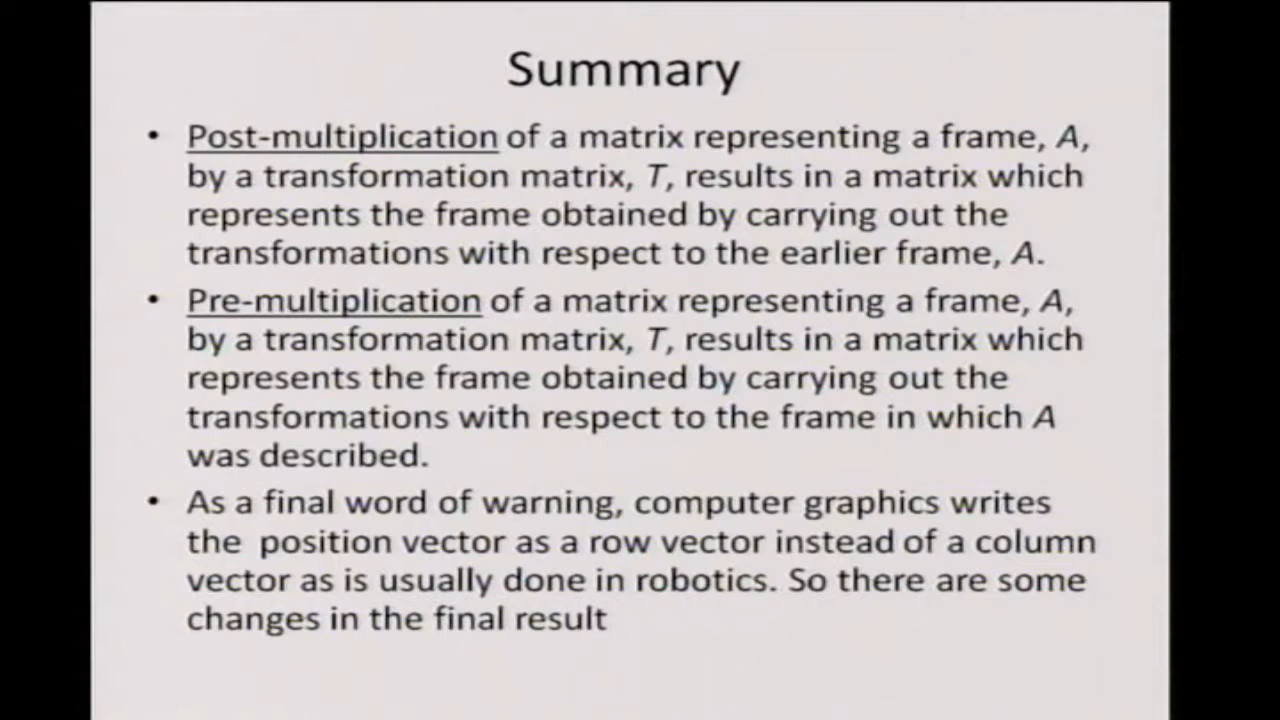 Summary
• Post-multiplication of a matrix representing a frame, A,
by a transformation matrix, T, results in a matrix which
represents the frame obtained by carrying out the
transformations with respect to the earlier frame, A.
• Pre-multiplication of a matrix representing a frame, A,
by a transformation matrix, T, results in a matrix which
represents the frame obtained by carrying out the
transformations with respect to the frame in which A
was described.
• As a final word of warning, computer graphics writes
the position vector as a row vector instead of a column
vector as is usually done in robotics. So there are some
changes in the final result